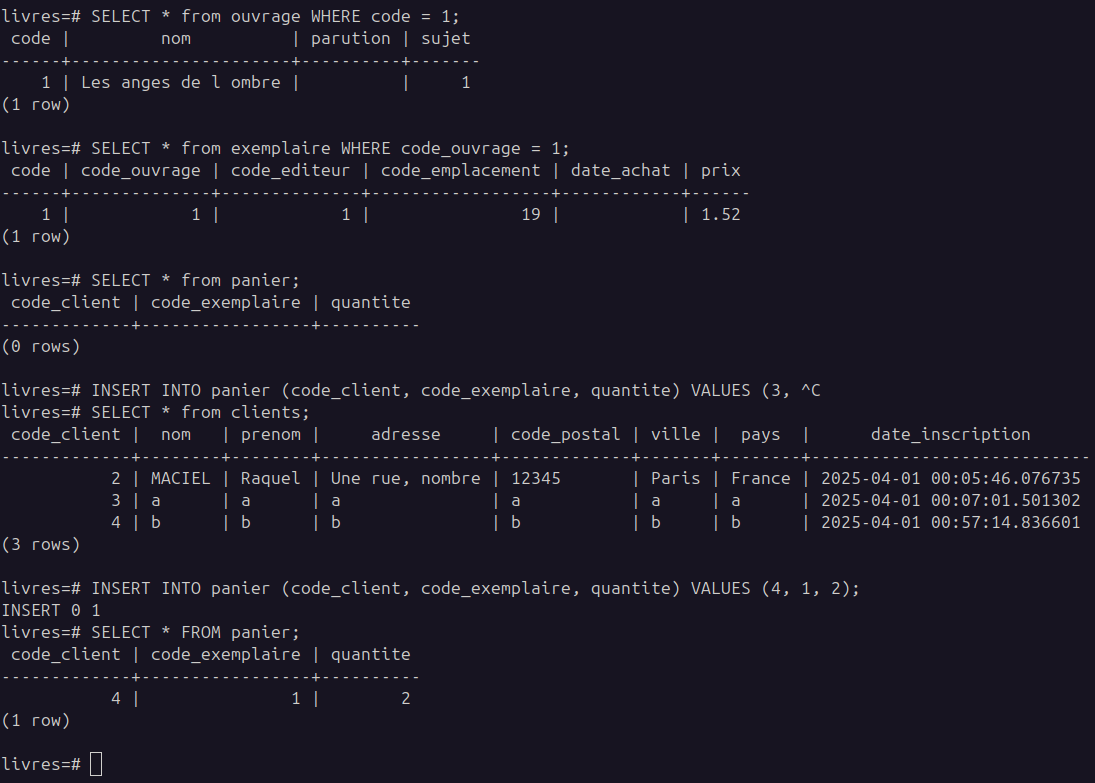 livres=# SELECT * from ouvrage WHERE code = 1;
 code |         nom          | parution | sujet
------+----------------------+----------+-------
    1 | Les anges de l ombre |          |     1
(1 row)

livres=# SELECT * from exemplaire WHERE code_ouvrage = 1;
 code | code_ouvrage | code_editeur | code_emplacement | date_achat | prix
------+--------------+--------------+------------------+------------+------
    1 |            1 |            1 |               19 |            | 1.52
(1 row)

livres=# SELECT * from panier;
 code_client | code_exemplaire | quantite
-------------+-----------------+----------
(0 rows)

livres=# INSERT INTO panier (code_client, code_exemplaire, quantite) VALUES (3, ^C
livres=# SELECT * from clients;
 code_client |  nom   | prenom |     adresse     | code_postal | ville |  pays  |      date_inscription
-------------+--------+--------+-----------------+-------------+-------+--------+----------------------------
           2 | MACIEL | Raquel | Une rue, nombre | 12345       | Paris | France | 2025-04-01 00:05:46.076735
           3 | a      | a      | a               | a           | a     | a      | 2025-04-01 00:07:01.501302
           4 | b      | b      | b               | b           | b     | b      | 2025-04-01 00:57:14.836601
(3 rows)

livres=# INSERT INTO panier (code_client, code_exemplaire, quantite) VALUES (4, 1, 2);
INSERT 0 1
livres=# SELECT * FROM panier;
 code_client | code_exemplaire | quantite
-------------+-----------------+----------
           4 |               1 |        2
(1 row)

livres=#